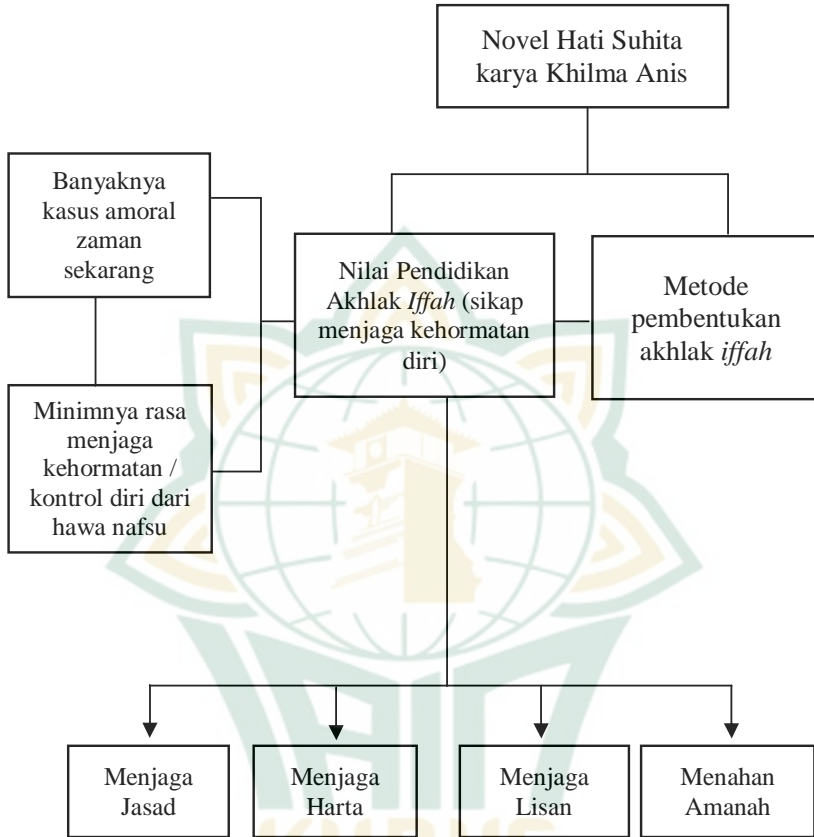 Novel Hati Suhita
karya Khilma Anis
Banyaknya
kasus amoral
zaman
sekarang
Nilai Pendidikan
Akhlak Iffah (sikap
menjaga kehormatan
diri)
Metode
pembentukan
akhlak iffah
Minimnya rasa
menjaga
kehormatan /
kontrol diri dari
hawa nafsu
Menjaga
Jasad
Menjaga
Harta
Menjaga
Lisan
Menahan
Amanah
IAIN
KUDUS